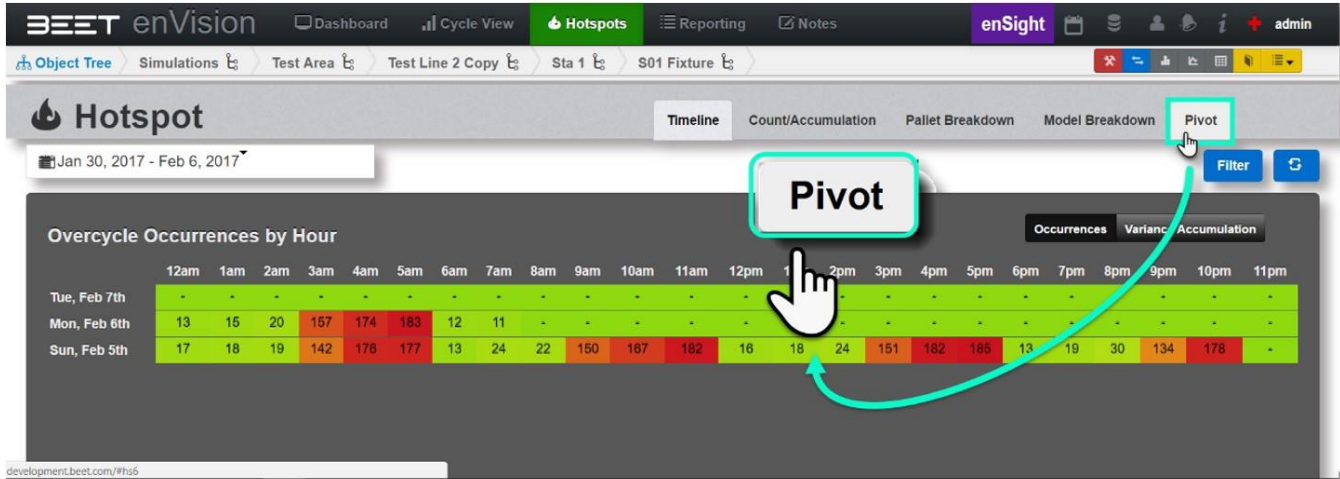 BEET enVision Dashboard Cycle View Hotspots Reporting Notes enSight i admin
Object Tree Simulations Test Area Test Line 2 Copy Sta 1 S01 Fixture
Hotspot Timeline Count/Accumulation Pallet Breakdown Model Breakdown Pivot
Jan 30, 2017 - Feb 6, 2017 Filter
Pivot
Overcycle Occurrences by Hour Occurrences Variance Accumulation
12am 1am 2am 3am 4am 5am 6am 7am 8am 9am 10am 11am 12pm 2pm 3pm 4pm 5pm 6pm 7pm 8pm 9pm 10pm 11pm
Tue, Feb 7th - - - - - - - - - - - - - - - - - - - - - - -
Mon, Feb 6th 13 15 20 157 174 183 12 11 - - - - - - - - - - - - - - -
Sun, Feb 5th 17 18 19 142 176 177 13 24 22 150 167 182 16 18 24 151 182 185 13 19 30 134 178 -
development.beet.com/#hs6